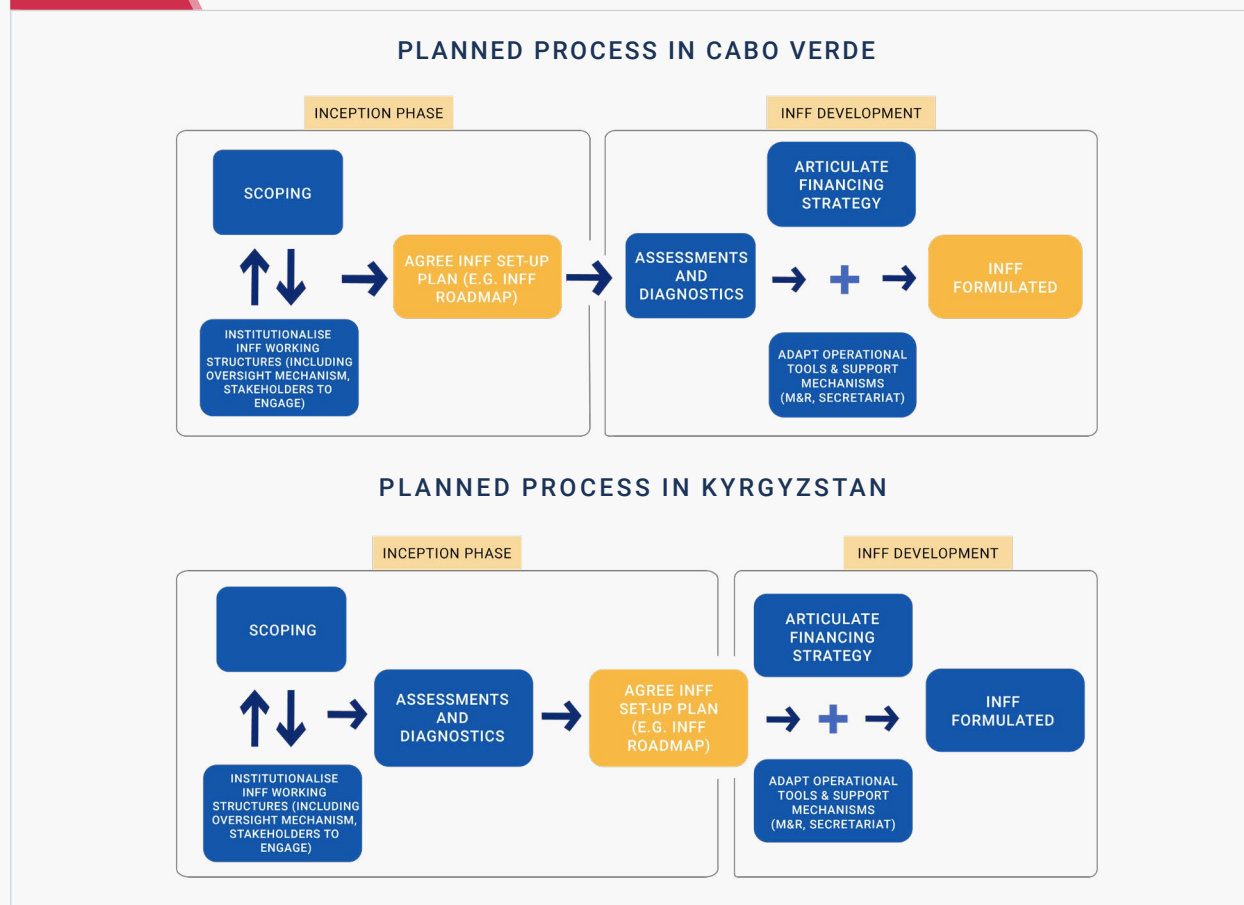 PLANNED PROCESS IN CABO VERDE
INCEPTION PHASE
INFF DEVELOPMENT
SCOPING
INSTITUTIONALISE
INFF WORKING
STRUCTURES (INCLUDING
OVERSIGHT MECHANISM,
STAKEHOLDERS TO
ENGAGE)
AGREE INFF SET-UP
PLAN (E.G. INFF
ROADMAP)
ASSESSMENTS
AND
DIAGNOSTICS
ARTICULATE
FINANCING
STRATEGY
+
ADAPT OPERATIONAL
TOOLS & SUPPORT
MECHANISMS
(M&R, SECRETARIAT)
INFF
FORMULATED
PLANNED PROCESS IN KYRGYZSTAN
INCEPTION PHASE
INFF DEVELOPMENT
SCOPING
INSTITUTIONALISE
INFF WORKING
STRUCTURES (INCLUDING
OVERSIGHT MECHANISM,
STAKEHOLDERS TO
ENGAGE)
ASSESSMENTS
AND
DIAGNOSTICS
AGREE INFF
SET-UP PLAN
(E.G. INFF
ROADMAP)
ARTICULATE
FINANCING
STRATEGY
+
ADAPT OPERATIONAL
TOOLS & SUPPORT
MECHANISMS
(M&R, SECRETARIAT)
INFF
FORMULATED